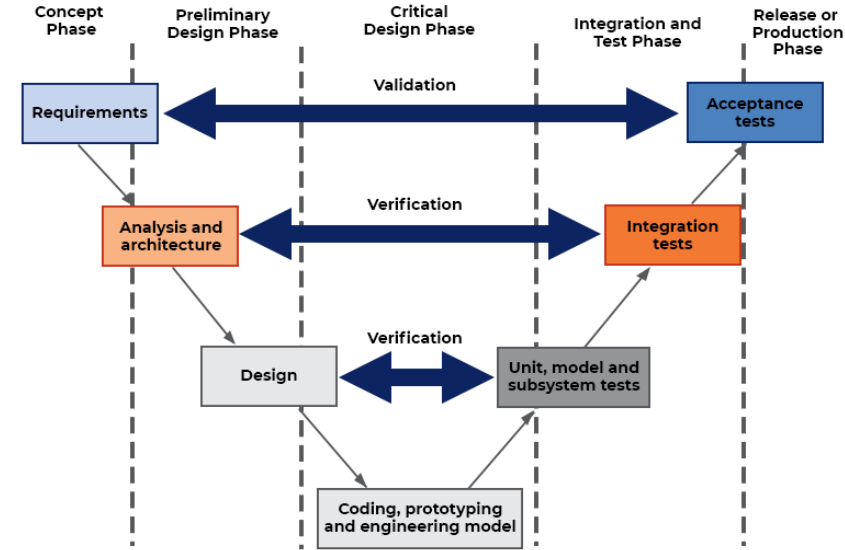 Concept
Phase
Preliminary
Design Phase
Critical
Design Phase
Integration and
Test Phase
Release or
Production
Phase
Validation
Requirements
Acceptance
tests
Verification
Analysis and
architecture
Integration
tests
Verification
Design
Unit, model and
subsystem tests
Coding, prototyping
and engineering model